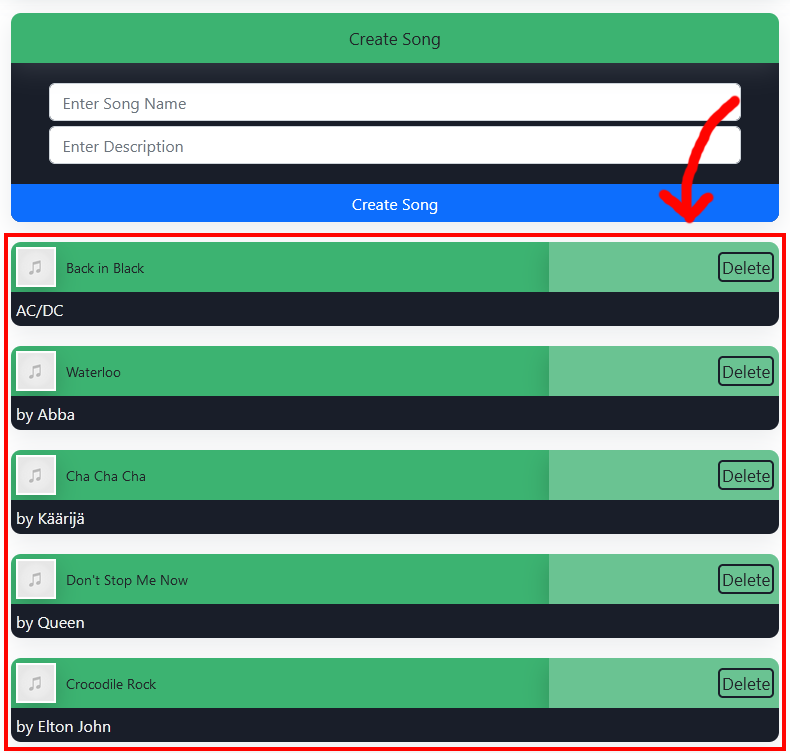 Create Song
Enter Song Name
Enter Description
Create Song
Back in Black Delete
AC/DC
Waterloo Delete
by Abba
Cha Cha Cha Delete
by Käärijä
Don't Stop Me Now Delete
by Queen
Crocodile Rock Delete
by Elton John